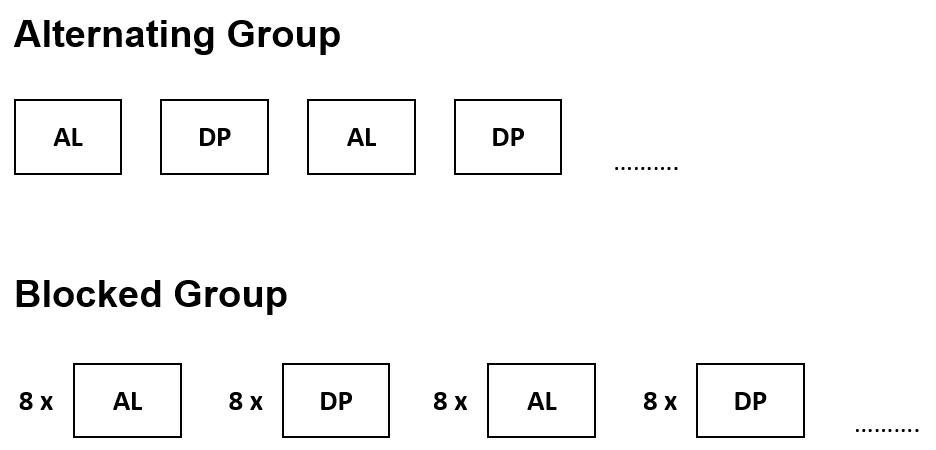 Alternating Group
AL DP AL DP ..........
Blocked Group
8 x AL 8 x DP 8 x AL 8 x DP ..........